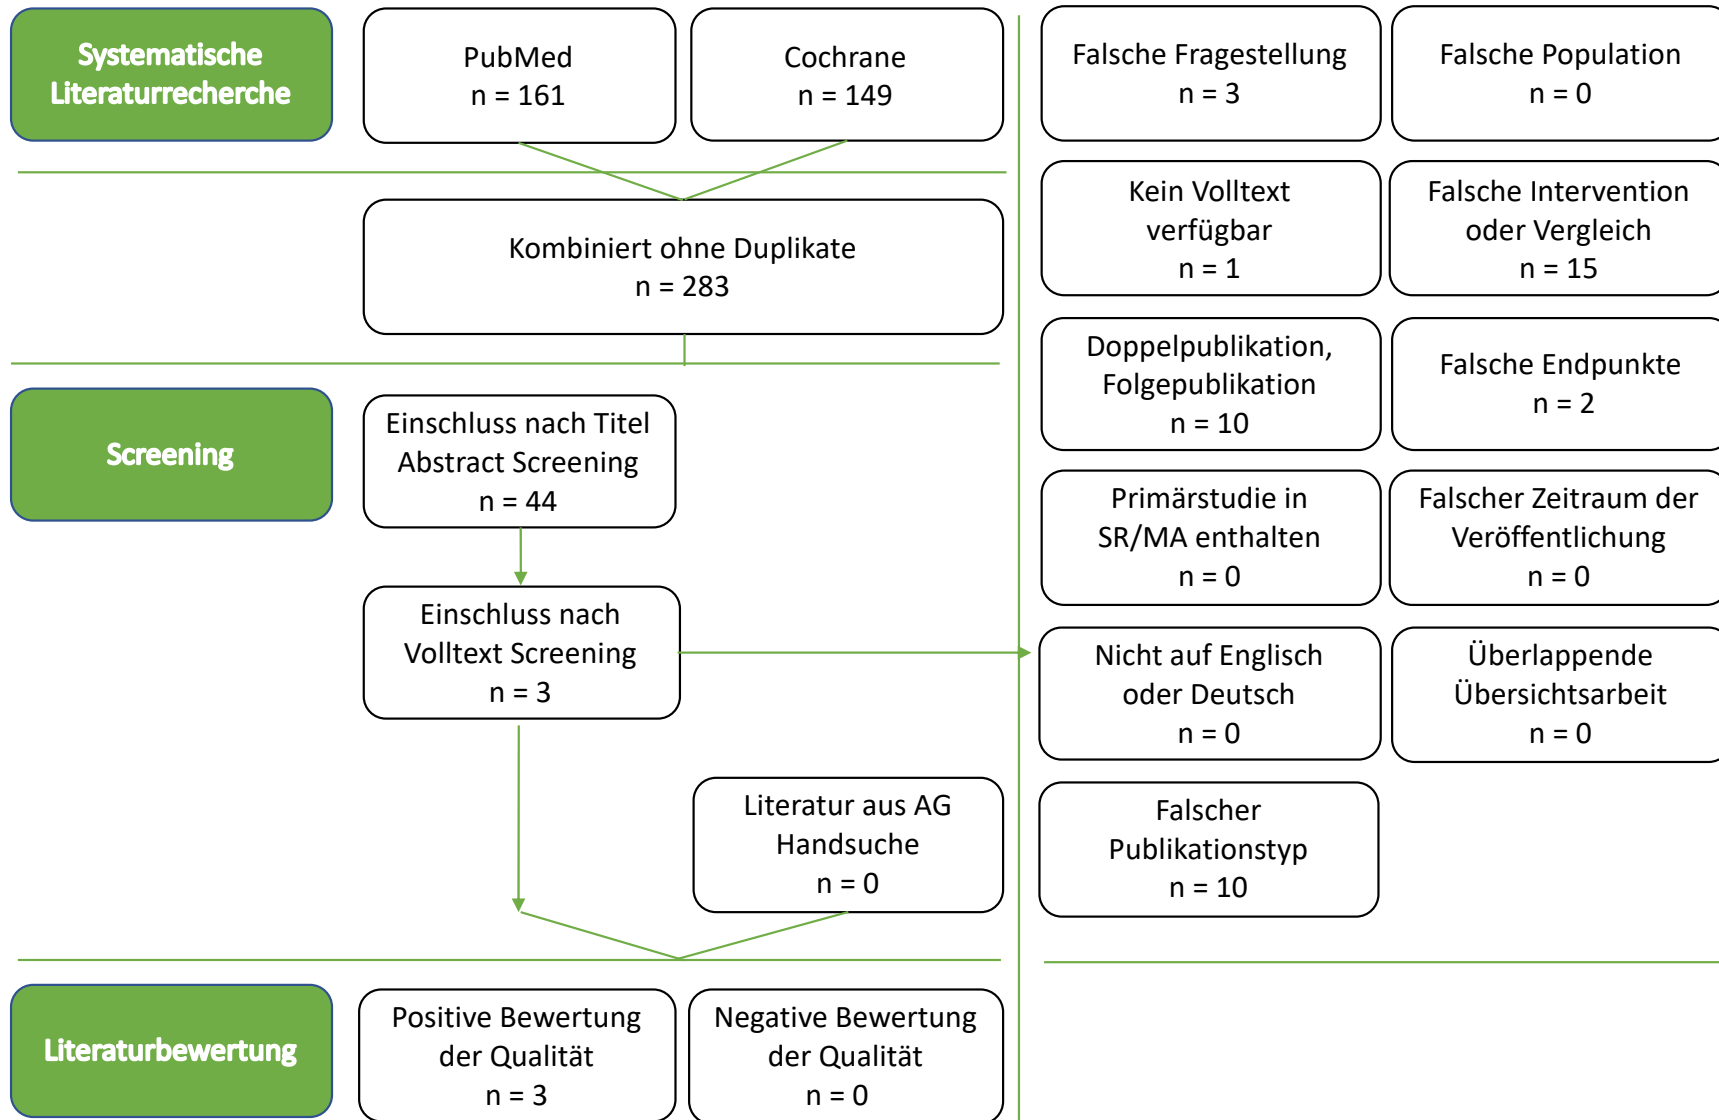 Systematische
Literaturrecherche
PubMed
n = 161
Cochrane
n = 149
Kombiniert ohne Duplikate
n = 283
Screening
Einschluss nach Titel
Abstract Screening
n = 44
Einschluss nach
Volltext Screening
n = 3
Literatur aus AG
Handsuche
n = 0
Literaturbewertung
Positive Bewertung
der Qualität
n = 3
Negative Bewertung
der Qualität
n = 0
Falsche Fragestellung
n = 3
Falsche Population
n = 0
Kein Volltext
verfügbar
n = 1
Falsche Intervention
oder Vergleich
n = 15
Doppelpublikation,
Folgepublikation
n = 10
Falsche Endpunkte
n = 2
Primärstudie in
SR/MA enthalten
n = 0
Falscher Zeitraum der
Veröffentlichung
n = 0
Nicht auf Englisch
oder Deutsch
n = 0
Überlappende
Übersichtsarbeit
n = 0
Falscher
Publikationstyp
n = 10